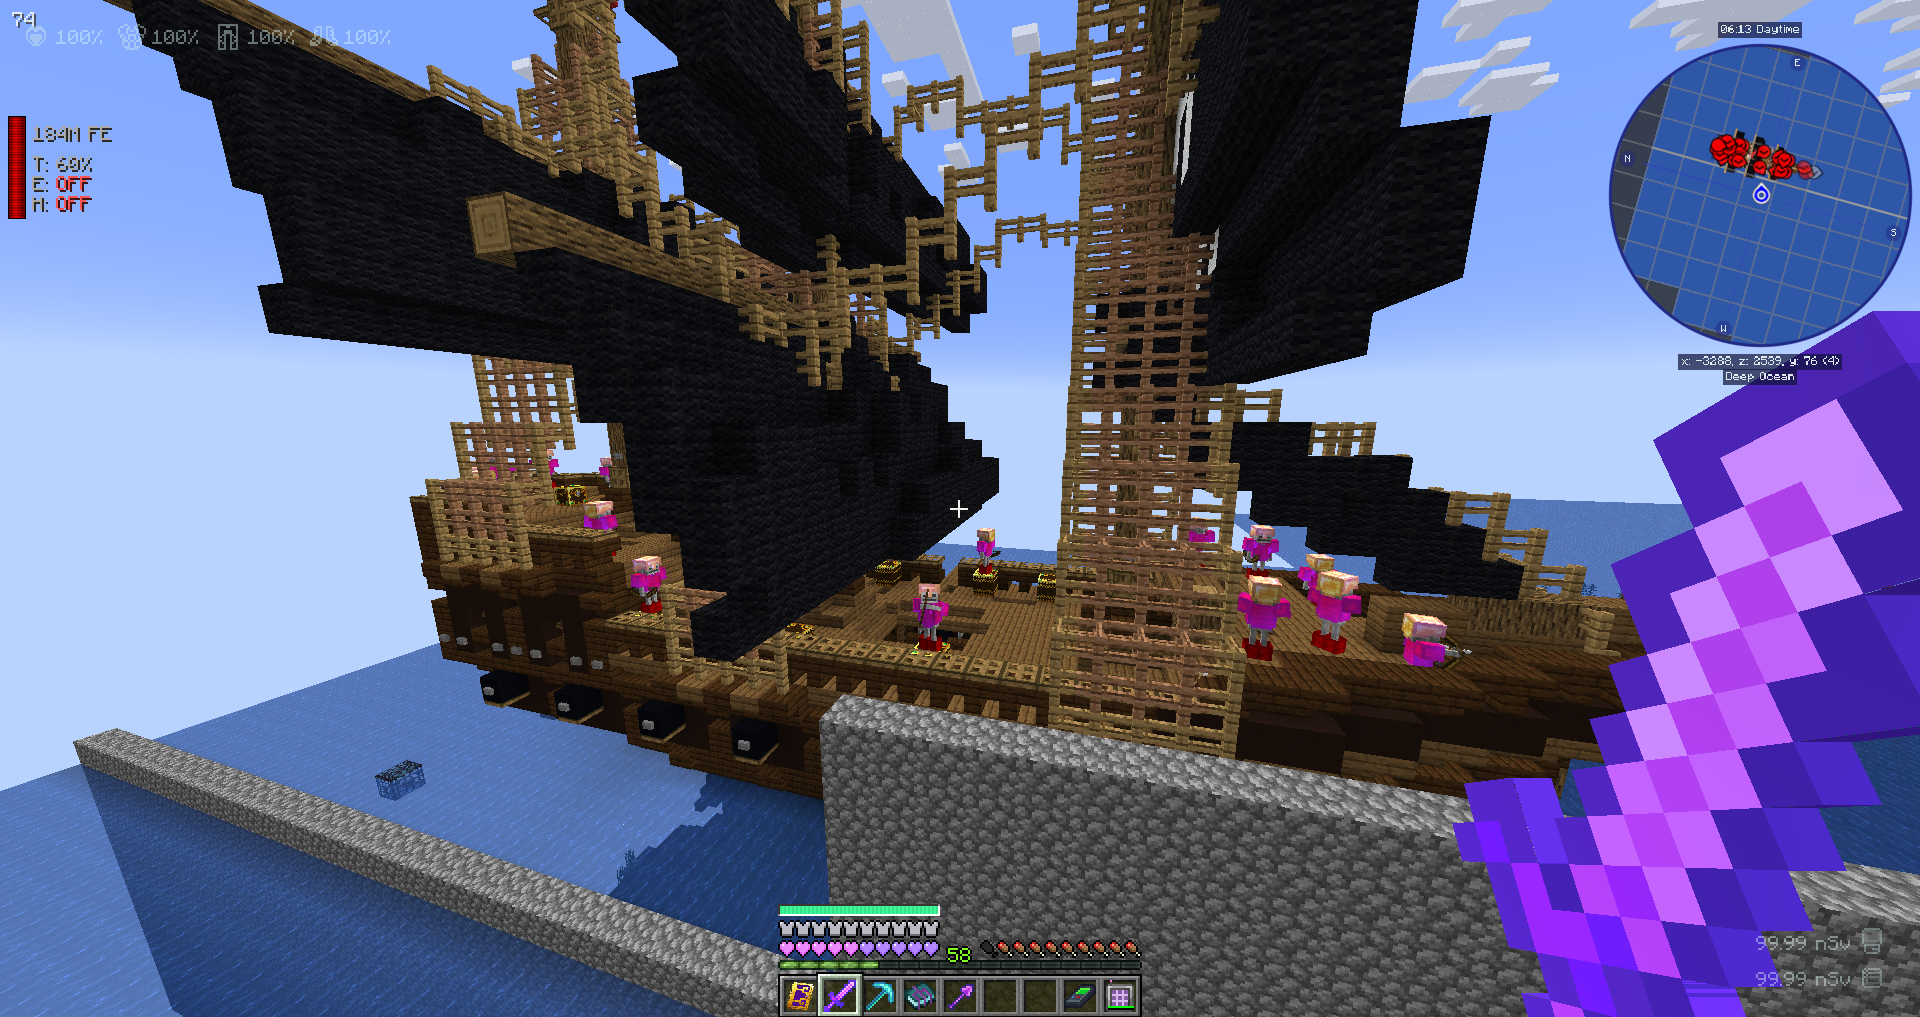 74
100% 100% 100% 100%
184M FE
T: 60%
E: OFF
H: OFF
06:13 Daytime
E
N
S
W
x: -3288, z: 2539, y: 76 (4)
Deep Ocean
58
99.99 nSv
99.99 nSv